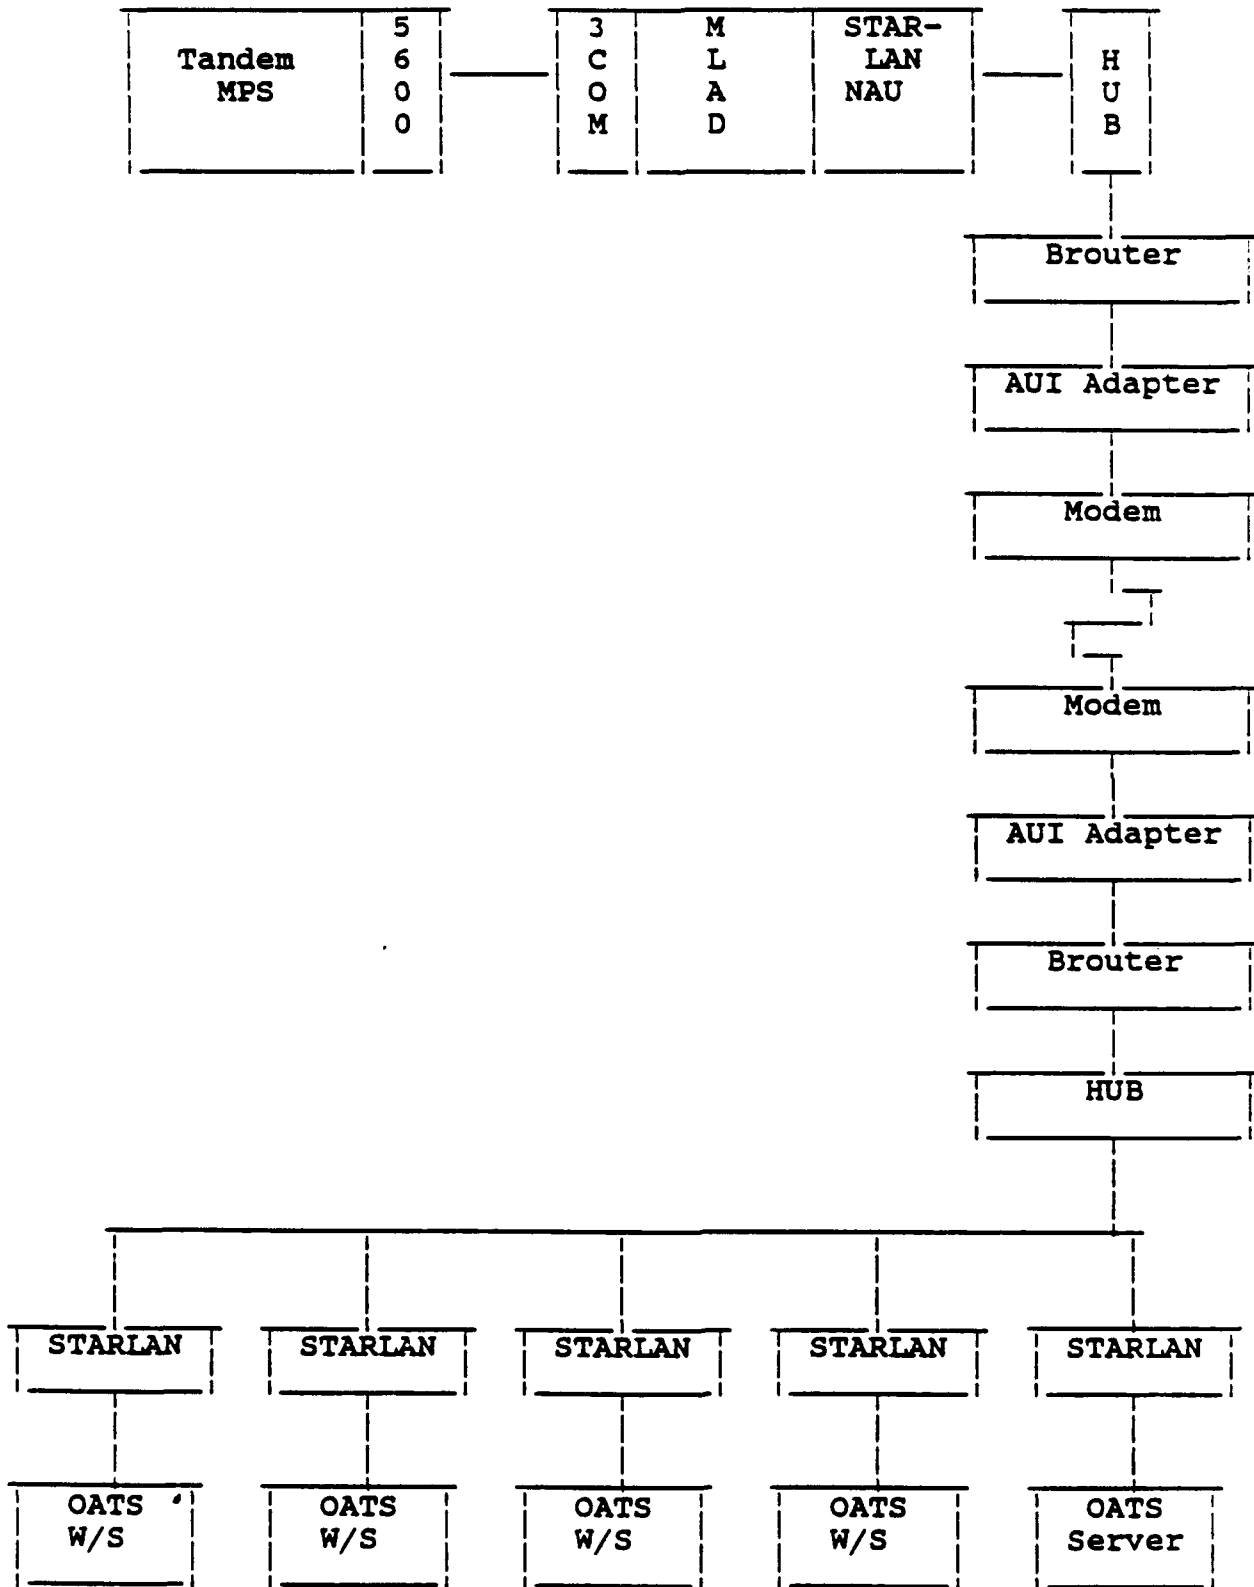 Tandem
MPS
5
6
0
0
3
C
O
M
M
L
A
D
STAR-
LAN
NAU
H
U
B
Brouter
AUI Adapter
Modem
Modem
AUI Adapter
Brouter
HUB
STARLAN
STARLAN
STARLAN
STARLAN
STARLAN
OATS
W/S
OATS
W/S
OATS
W/S
OATS
W/S
OATS
Server